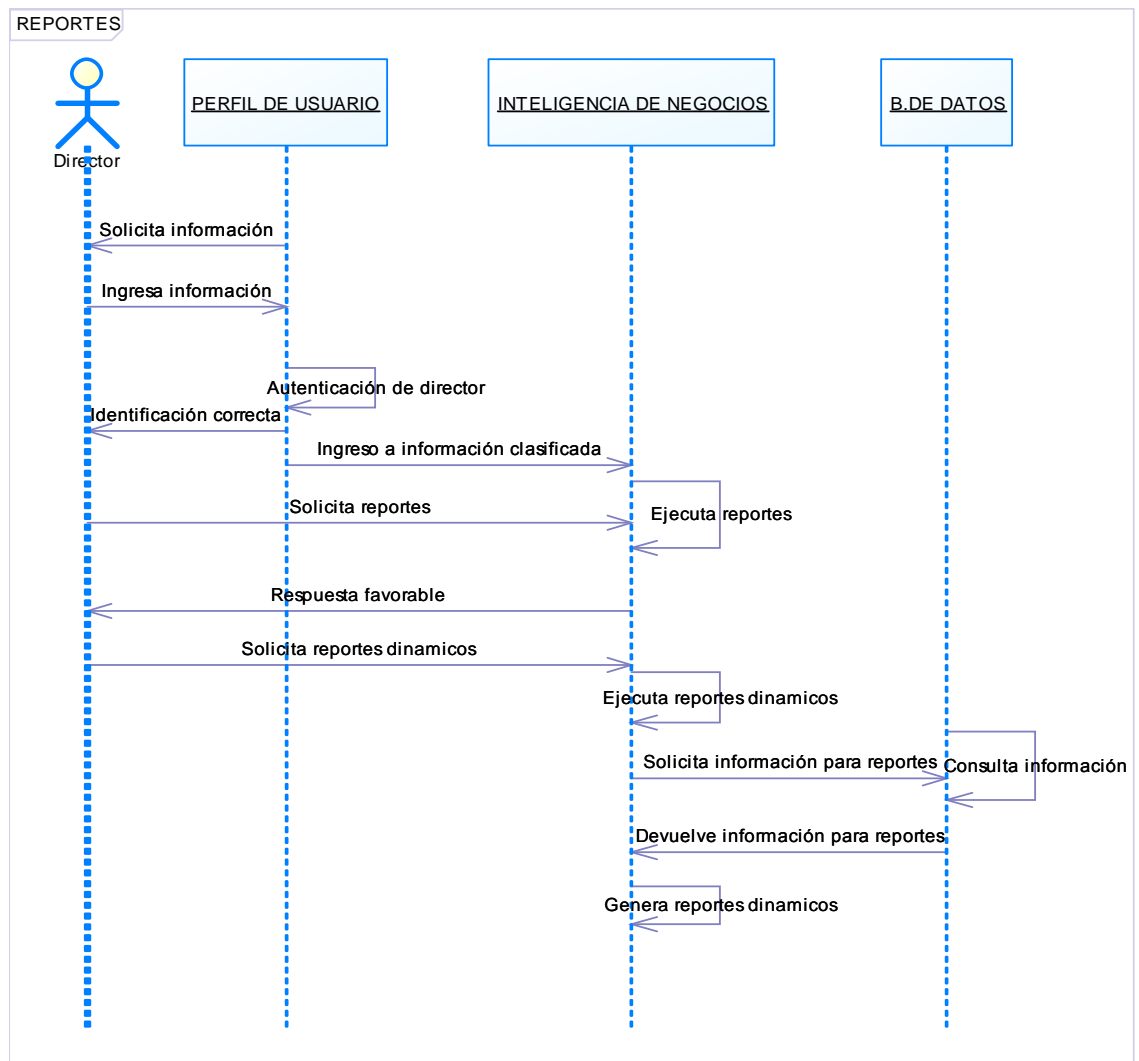 REPORTES
PERFIL DE USUARIO
INTELIGENCIA DE NEGOCIOS
B.DE DATOS
Director
Solicita información
Ingresa información
Autenticación de director
Identificación correcta
Ingreso a información clasificada
Solicita reportes
Ejecuta reportes
Respuesta favorable
Solicita reportes dinamicos
Ejecuta reportes dinamicos
Solicita información para reportes
Consulta información
Devuelve información para reportes
Genera reportes dinamicos